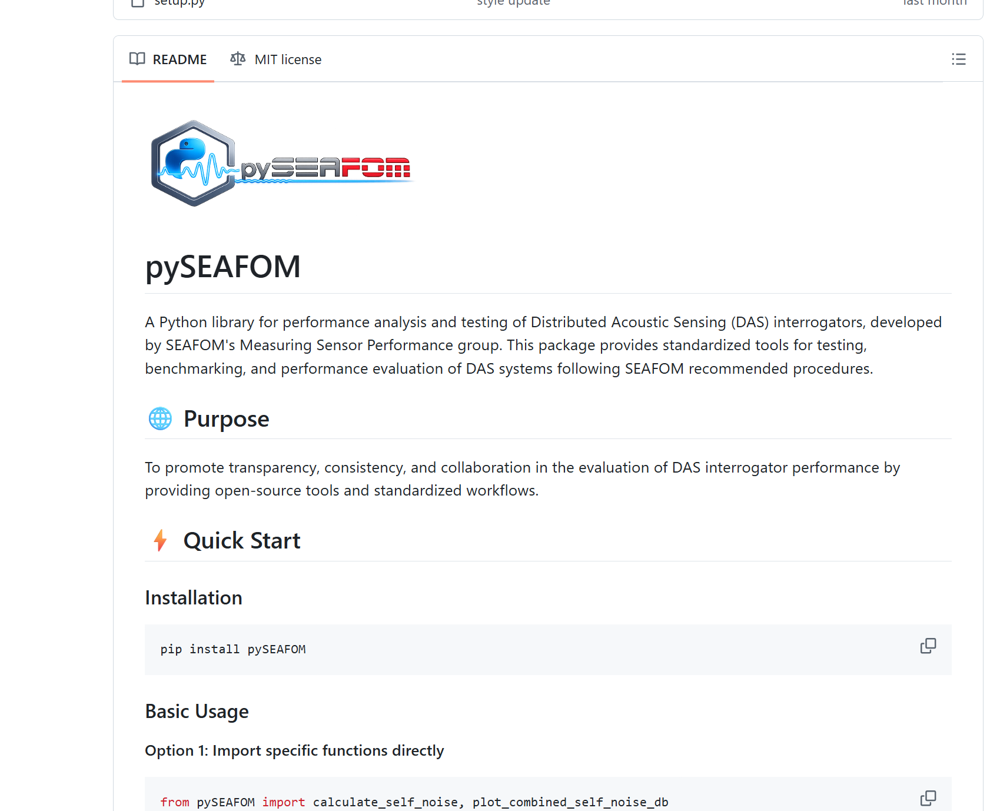 setup.py style update last month
README MIT license
pySEAFOM
pySEAFOM
A Python library for performance analysis and testing of Distributed Acoustic Sensing (DAS) interrogators, developed
by SEAFOM's Measuring Sensor Performance group. This package provides standardized tools for testing,
benchmarking, and performance evaluation of DAS systems following SEAFOM recommended procedures.
Purpose
To promote transparency, consistency, and collaboration in the evaluation of DAS interrogator performance by
providing open-source tools and standardized workflows.
Quick Start
Installation
pip install pySEAFOM
Basic Usage
Option 1: Import specific functions directly
from pySEAFOM import calculate_self_noise, plot_combined_self_noise_db